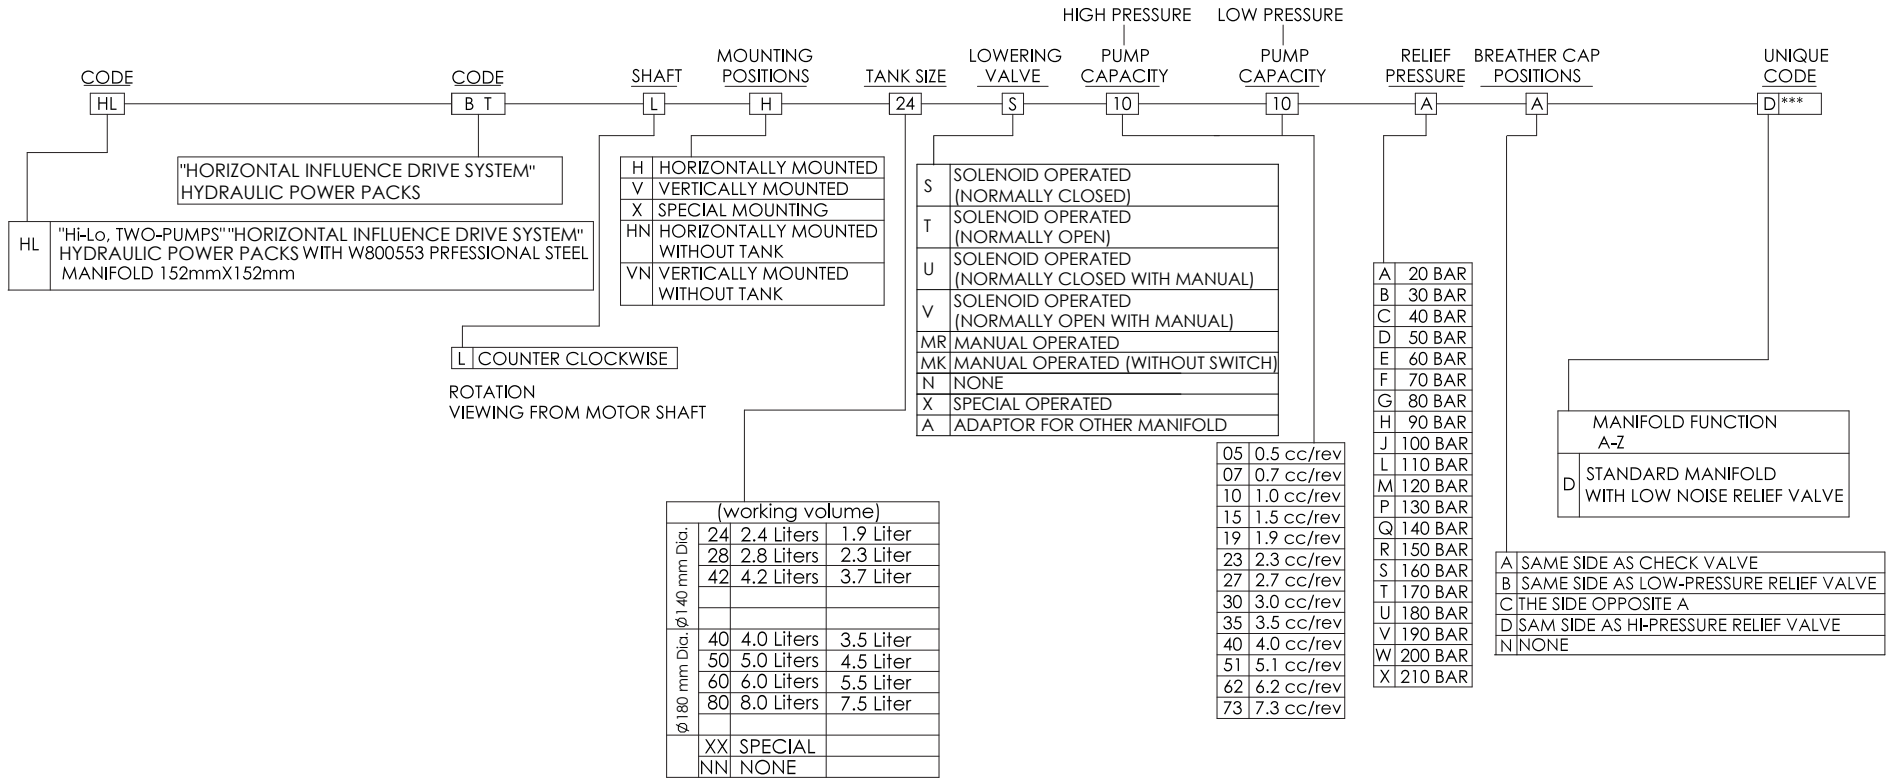 HIGH PRESSURE
LOW PRESSURE
CODE
CODE
SHAFT
MOUNTING
POSITIONS
TANK SIZE
LOWERING
VALVE
PUMP
CAPACITY
PUMP
CAPACITY
RELIEF
PRESSURE
BREATHER CAP
POSITIONS
UNIQUE
CODE
HL
B T
L
H
24
S
10
10
A
A
D ***
"HORIZONTAL INFLUENCE DRIVE SYSTEM"
HYDRAULIC POWER PACKS
HL "Hi-Lo, TWO-PUMPS""HORIZONTAL INFLUENCE DRIVE SYSTEM"
HYDRAULIC POWER PACKS WITH W800553 PRFESSIONAL STEEL
MANIFOLD 152mmX152mm
L COUNTER CLOCKWISE
ROTATION
VIEWING FROM MOTOR SHAFT
H HORIZONTALLY MOUNTED
V VERTICALLY MOUNTED
X SPECIAL MOUNTING
HN HORIZONTALLY MOUNTED
WITHOUT TANK
VN VERTICALLY MOUNTED
WITHOUT TANK
(working volume)
Ø140 mm Dia.
24 2.4 Liters 1.9 Liter
28 2.8 Liters 2.3 Liter
42 4.2 Liters 3.7 Liter
Ø180 mm Dia.
40 4.0 Liters 3.5 Liter
50 5.0 Liters 4.5 Liter
60 6.0 Liters 5.5 Liter
80 8.0 Liters 7.5 Liter
XX SPECIAL
NN NONE
S SOLENOID OPERATED
(NORMALLY CLOSED)
T SOLENOID OPERATED
(NORMALLY OPEN)
U SOLENOID OPERATED
(NORMALLY CLOSED WITH MANUAL)
V SOLENOID OPERATED
(NORMALLY OPEN WITH MANUAL)
MR MANUAL OPERATED
MK MANUAL OPERATED (WITHOUT SWITCH)
N NONE
X SPECIAL OPERATED
A ADAPTOR FOR OTHER MANIFOLD
05 0.5 cc/rev
07 0.7 cc/rev
10 1.0 cc/rev
15 1.5 cc/rev
19 1.9 cc/rev
23 2.3 cc/rev
27 2.7 cc/rev
30 3.0 cc/rev
35 3.5 cc/rev
40 4.0 cc/rev
51 5.1 cc/rev
62 6.2 cc/rev
73 7.3 cc/rev
A 20 BAR
B 30 BAR
C 40 BAR
D 50 BAR
E 60 BAR
F 70 BAR
G 80 BAR
H 90 BAR
J 100 BAR
L 110 BAR
M 120 BAR
P 130 BAR
Q 140 BAR
R 150 BAR
S 160 BAR
T 170 BAR
U 180 BAR
V 190 BAR
W 200 BAR
X 210 BAR
MANIFOLD FUNCTION
A-Z
D STANDARD MANIFOLD
WITH LOW NOISE RELIEF VALVE
A SAME SIDE AS CHECK VALVE
B SAME SIDE AS LOW-PRESSURE RELIEF VALVE
C THE SIDE OPPOSITE A
D SAM SIDE AS HI-PRESSURE RELIEF VALVE
N NONE